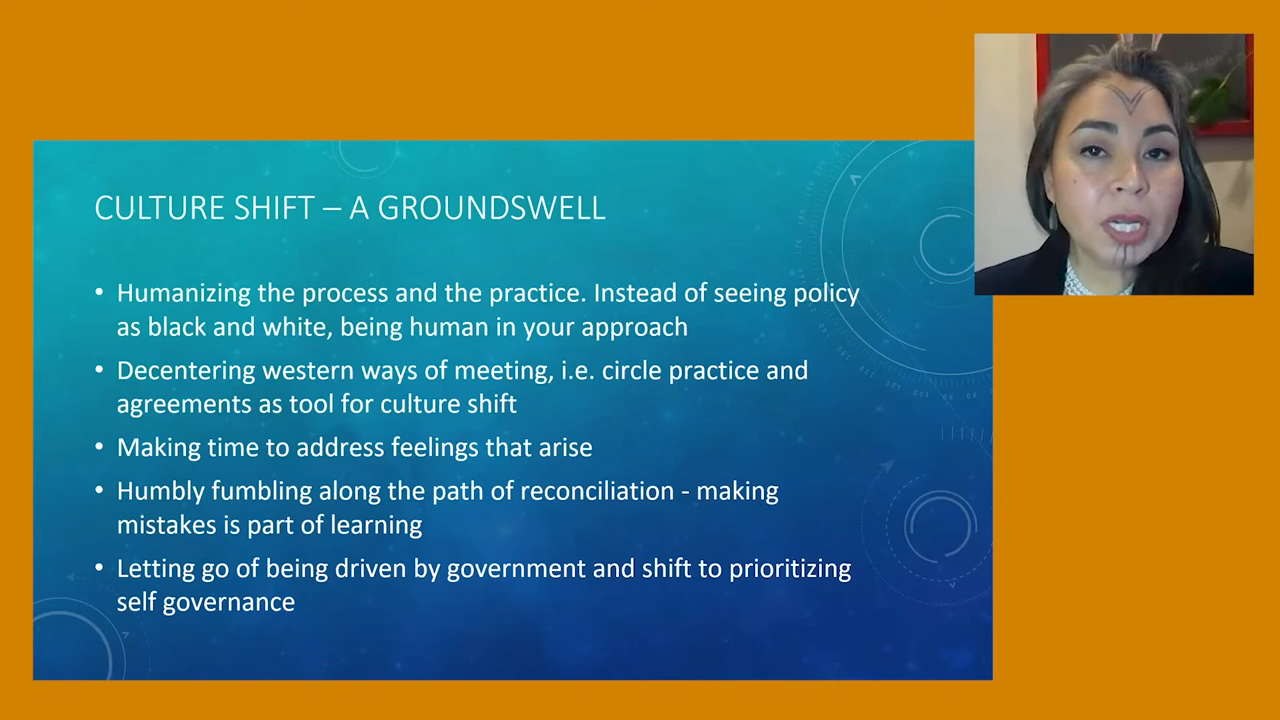 CULTURE SHIFT – A GROUNDSWELL
• Humanizing the process and the practice. Instead of seeing policy
as black and white, being human in your approach
• Decentering western ways of meeting, i.e. circle practice and
agreements as tool for culture shift
• Making time to address feelings that arise
• Humbly fumbling along the path of reconciliation - making
mistakes is part of learning
• Letting go of being driven by government and shift to prioritizing
self governance